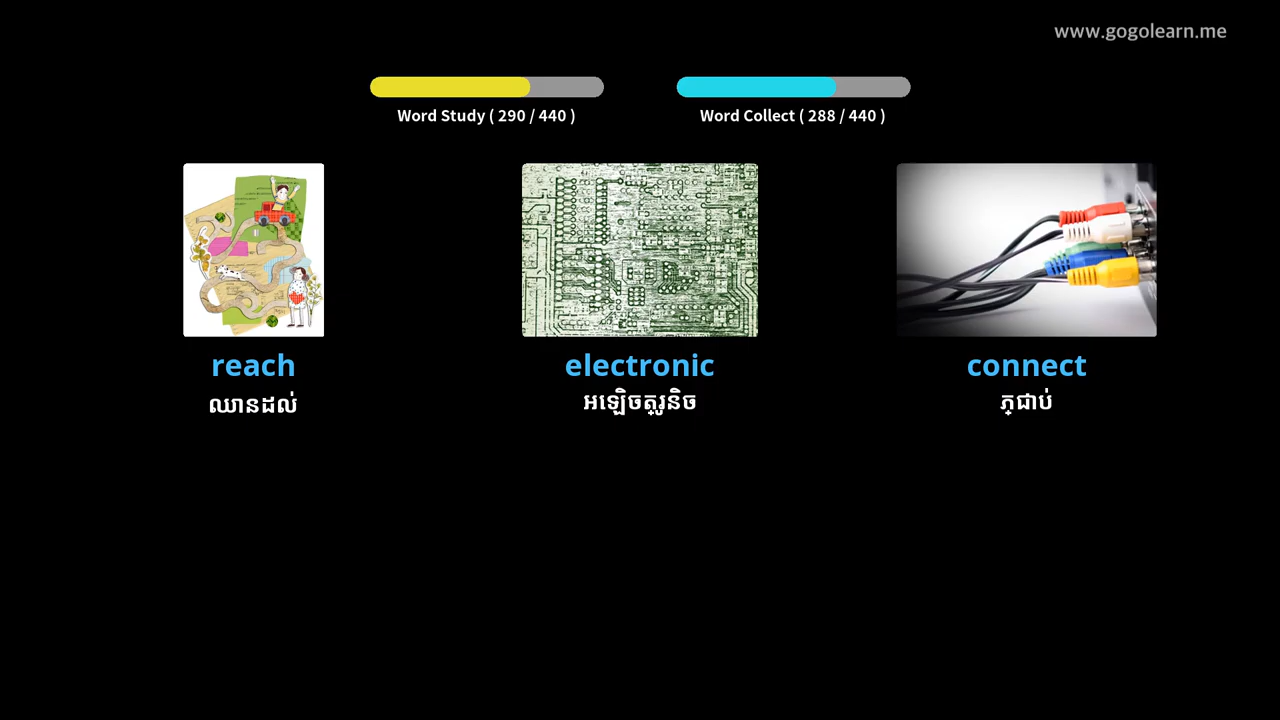 www.gogolearn.me
Word Study ( 290 / 440 )
Word Collect ( 288 / 440 )
reach
electronic
connect
ឈានដល់
អេឡិចត្រូនិច
ភ្ជាប់